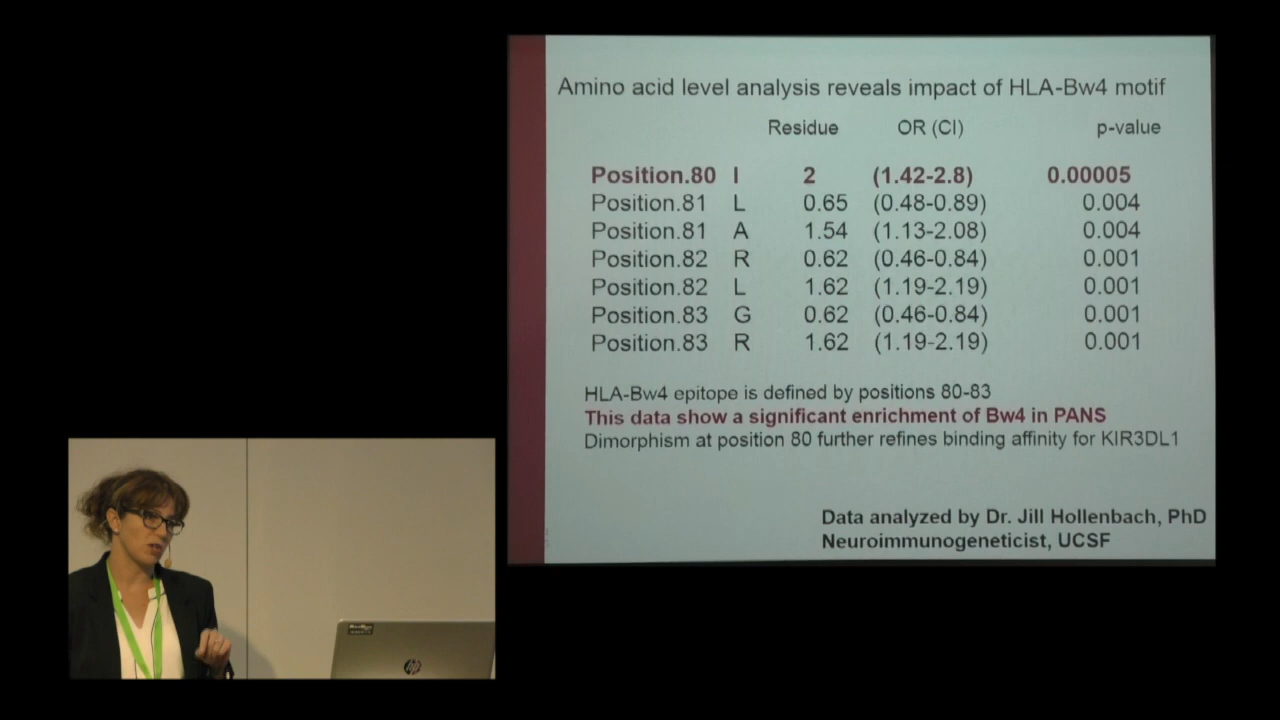 Amino acid level analysis reveals impact of HLA-Bw4 motif
Residue OR (CI) p-value
Position.80 I 2 (1.42-2.8) 0.00005
Position.81 L 0.65 (0.48-0.89) 0.004
Position.81 A 1.54 (1.13-2.08) 0.004
Position.82 R 0.62 (0.46-0.84) 0.001
Position.82 L 1.62 (1.19-2.19) 0.001
Position.83 G 0.62 (0.46-0.84) 0.001
Position.83 R 1.62 (1.19-2.19) 0.001
HLA-Bw4 epitope is defined by positions 80-83
This data show a significant enrichment of Bw4 in PANS
Dimorphism at position 80 further refines binding affinity for KIR3DL1
Data analyzed by Dr. Jill Hollenbach, PhD
Neuroimmunogeneticist, UCSF
hp